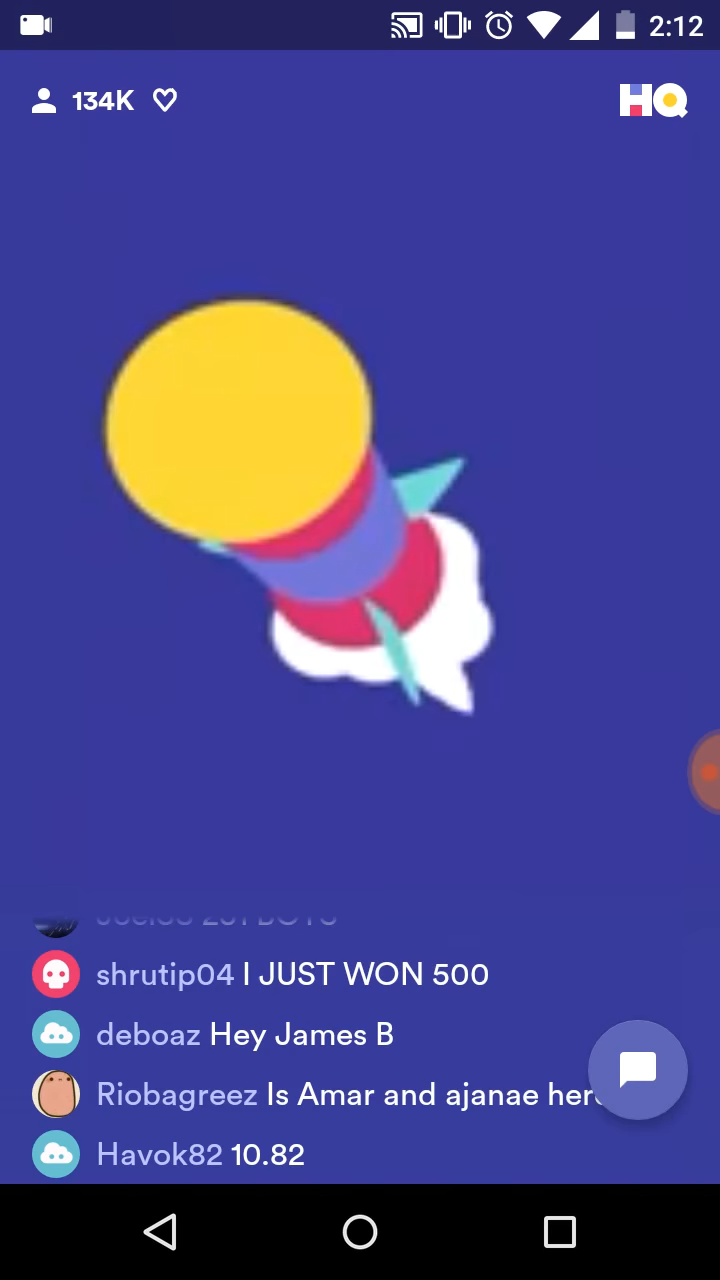 2:12
134K
HQ
shrutip04 I JUST WON 500
deboaz Hey James B
Riobagreez Is Amar and ajanae
Havok82 10.82